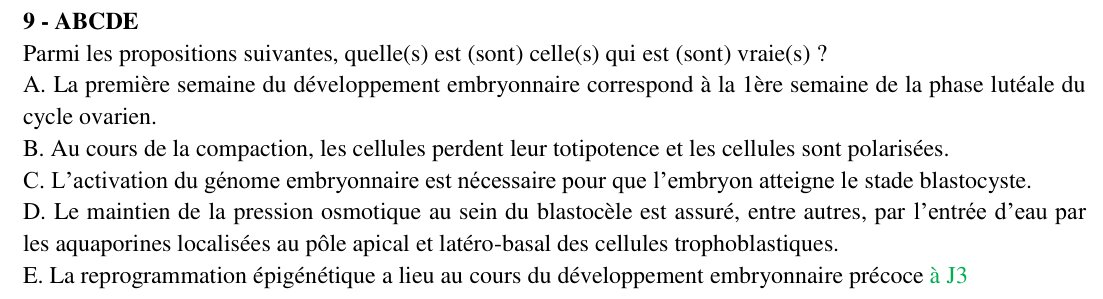 9 - ABCDE
Parmi les propositions suivantes, quelle(s) est (sont) celle(s) qui est (sont) vraie(s) ?
A. La première semaine du développement embryonnaire correspond à la 1ère semaine de la phase lutéale du
cycle ovarien.
B. Au cours de la compaction, les cellules perdent leur totipotence et les cellules sont polarisées.
C. L’activation du génome embryonnaire est nécessaire pour que l’embryon atteigne le stade blastocyste.
D. Le maintien de la pression osmotique au sein du blastocèle est assuré, entre autres, par l’entrée d’eau par
les aquaporines localisées au pôle apical et latéro-basal des cellules trophoblastiques.
E. La reprogrammation épigénétique a lieu au cours du développement embryonnaire précoce à J3